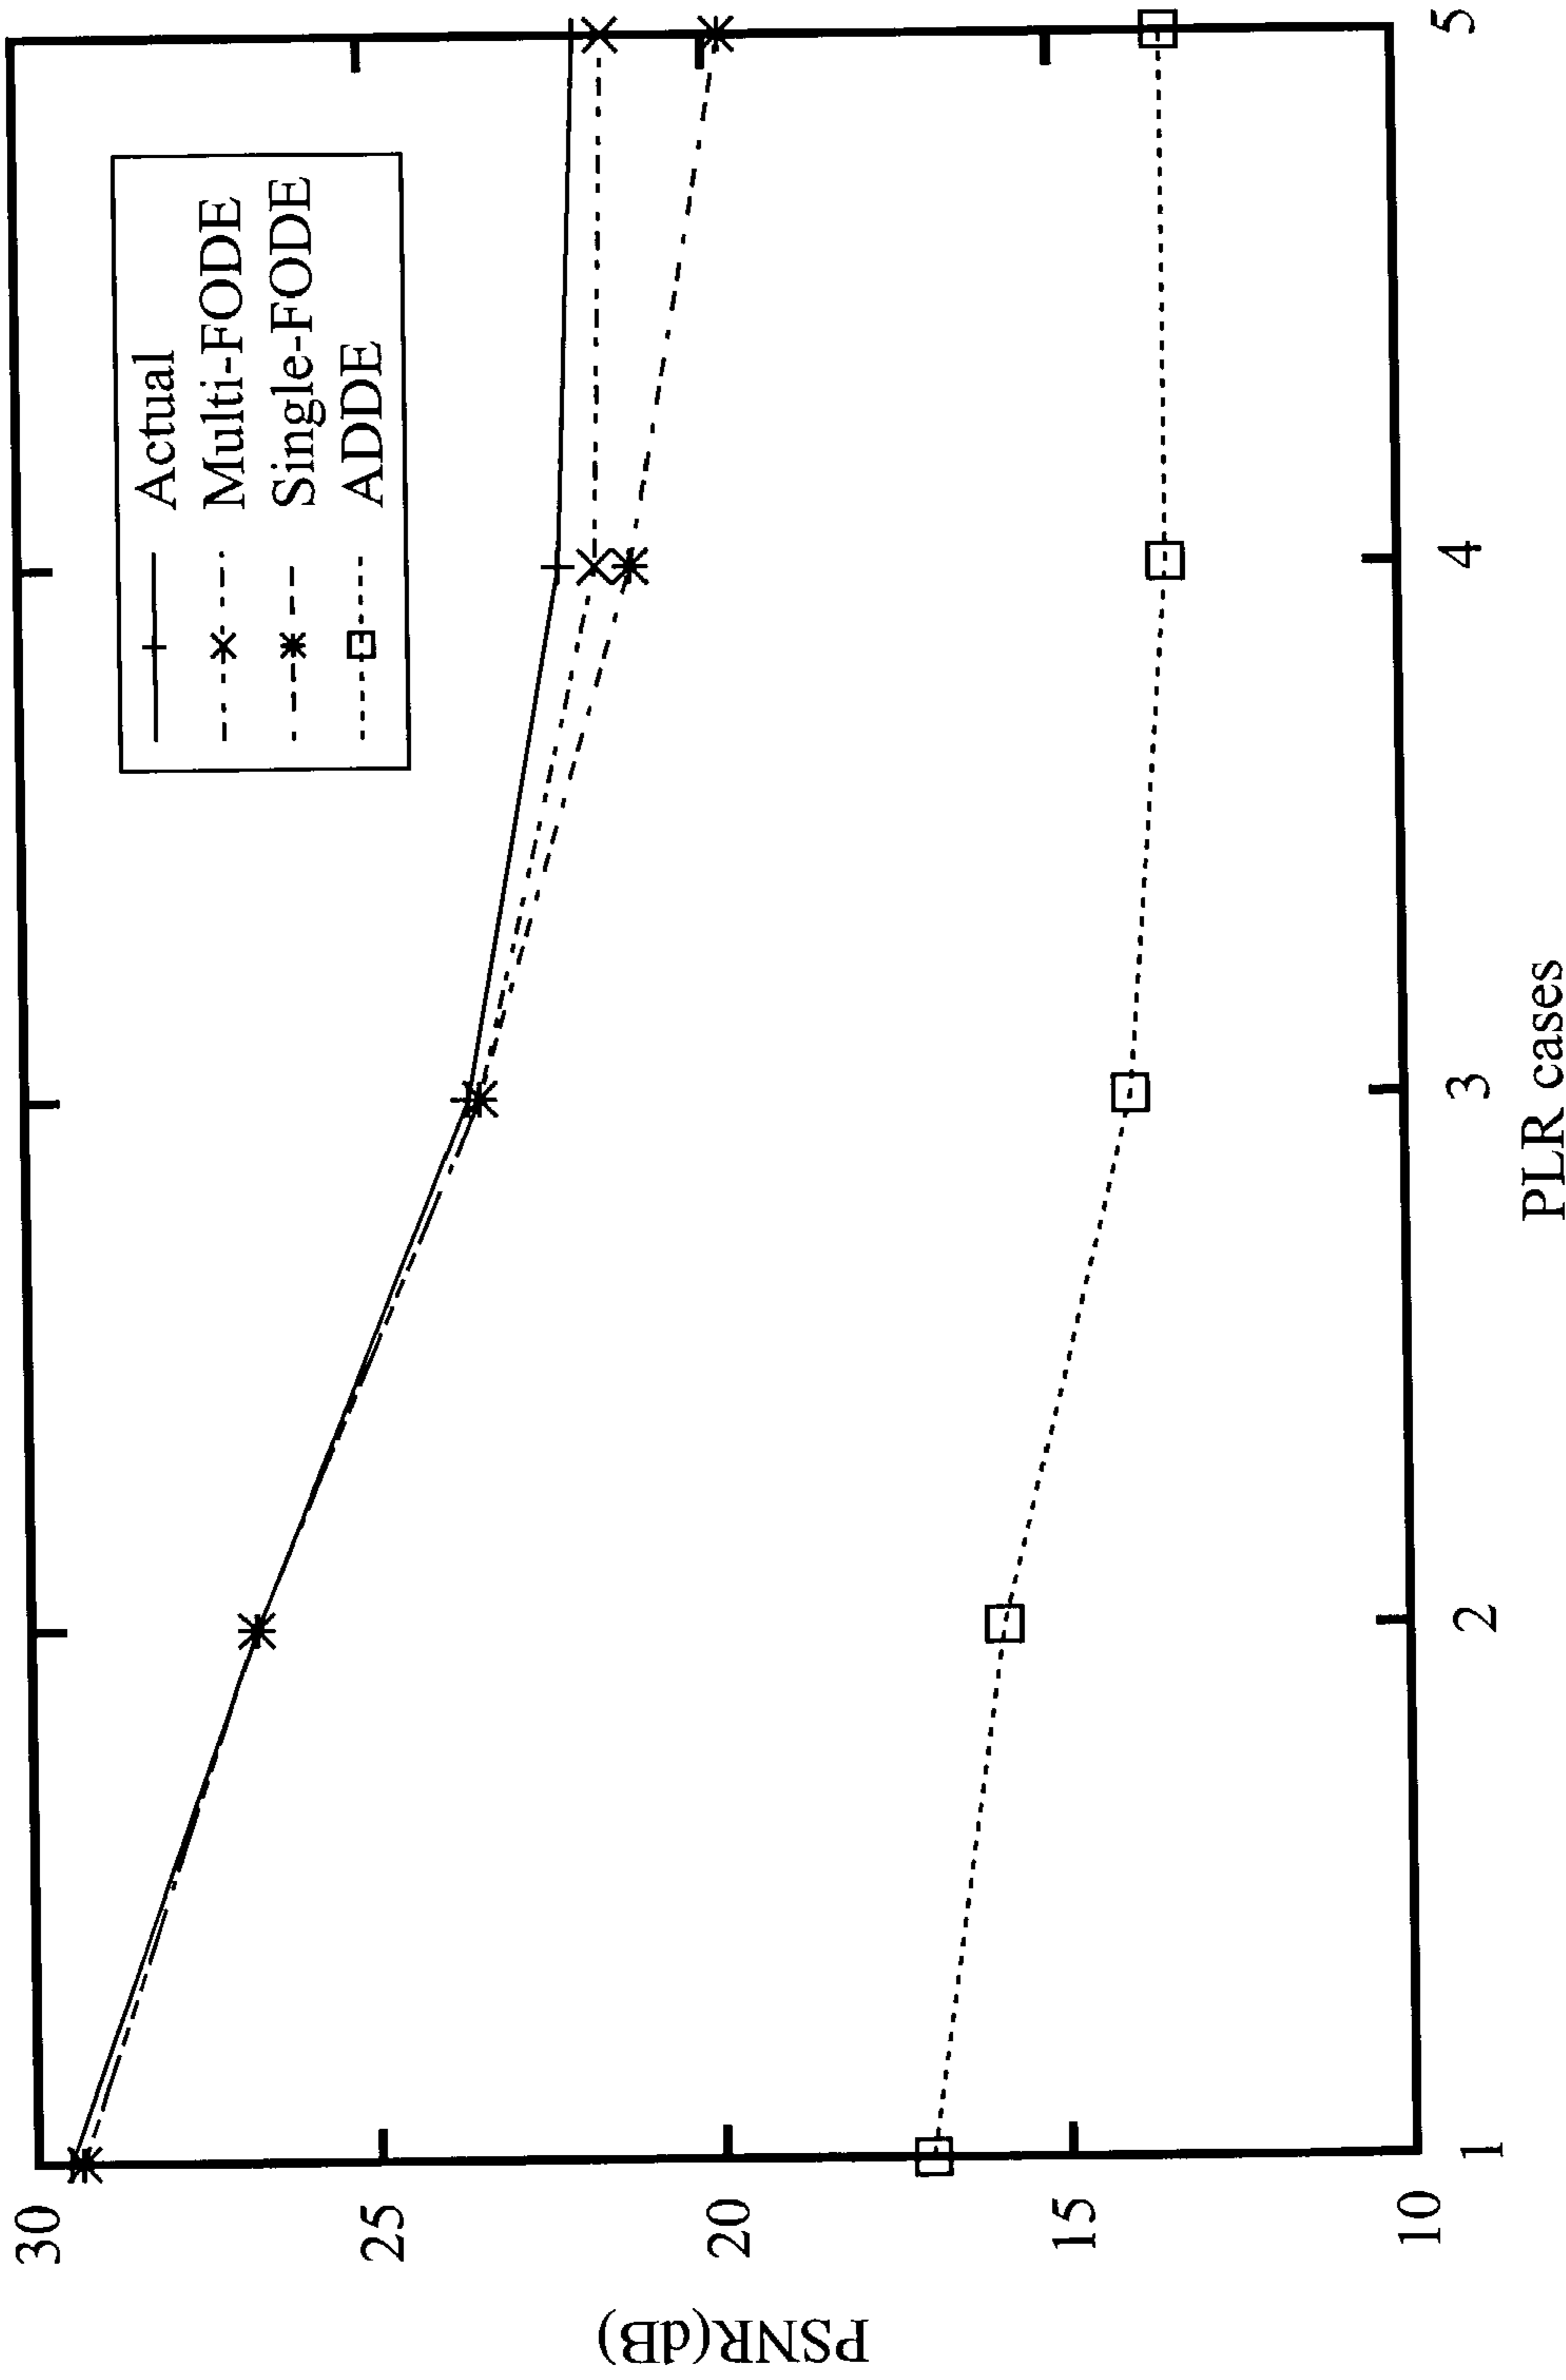 30
25
20
15
10
PSNR(dB)
Actual
Multi-FODE
Single-FODE
ADDE
1
2
3
4
5
PLR cases